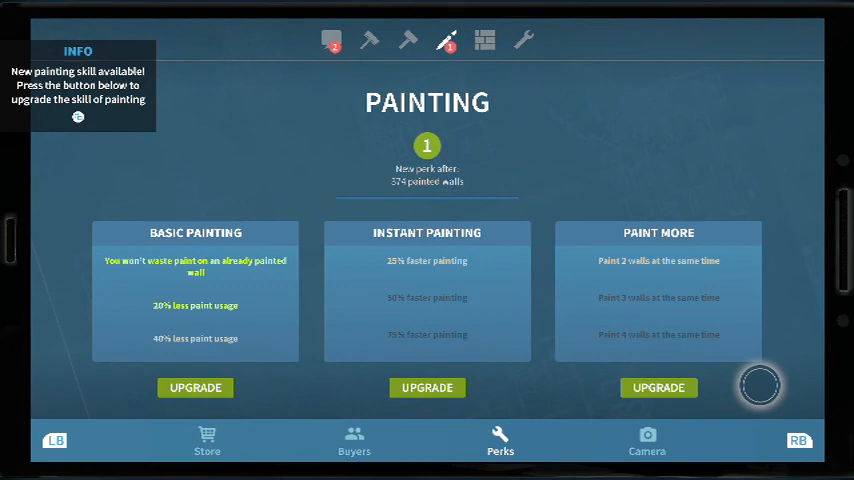 2
1
INFO
New painting skill available!
Press the button below to
upgrade the skill of painting
PAINTING
1
New perk after:
374 painted walls
BASIC PAINTING
You won't waste paint on an already painted
wall
20% less paint usage
40% less paint usage
UPGRADE
INSTANT PAINTING
25% faster painting
50% faster painting
75% faster painting
UPGRADE
PAINT MORE
Paint 2 walls at the same time
Paint 3 walls at the same time
Paint 4 walls at the same time
UPGRADE
LB
Store
Buyers
Perks
Camera
RB